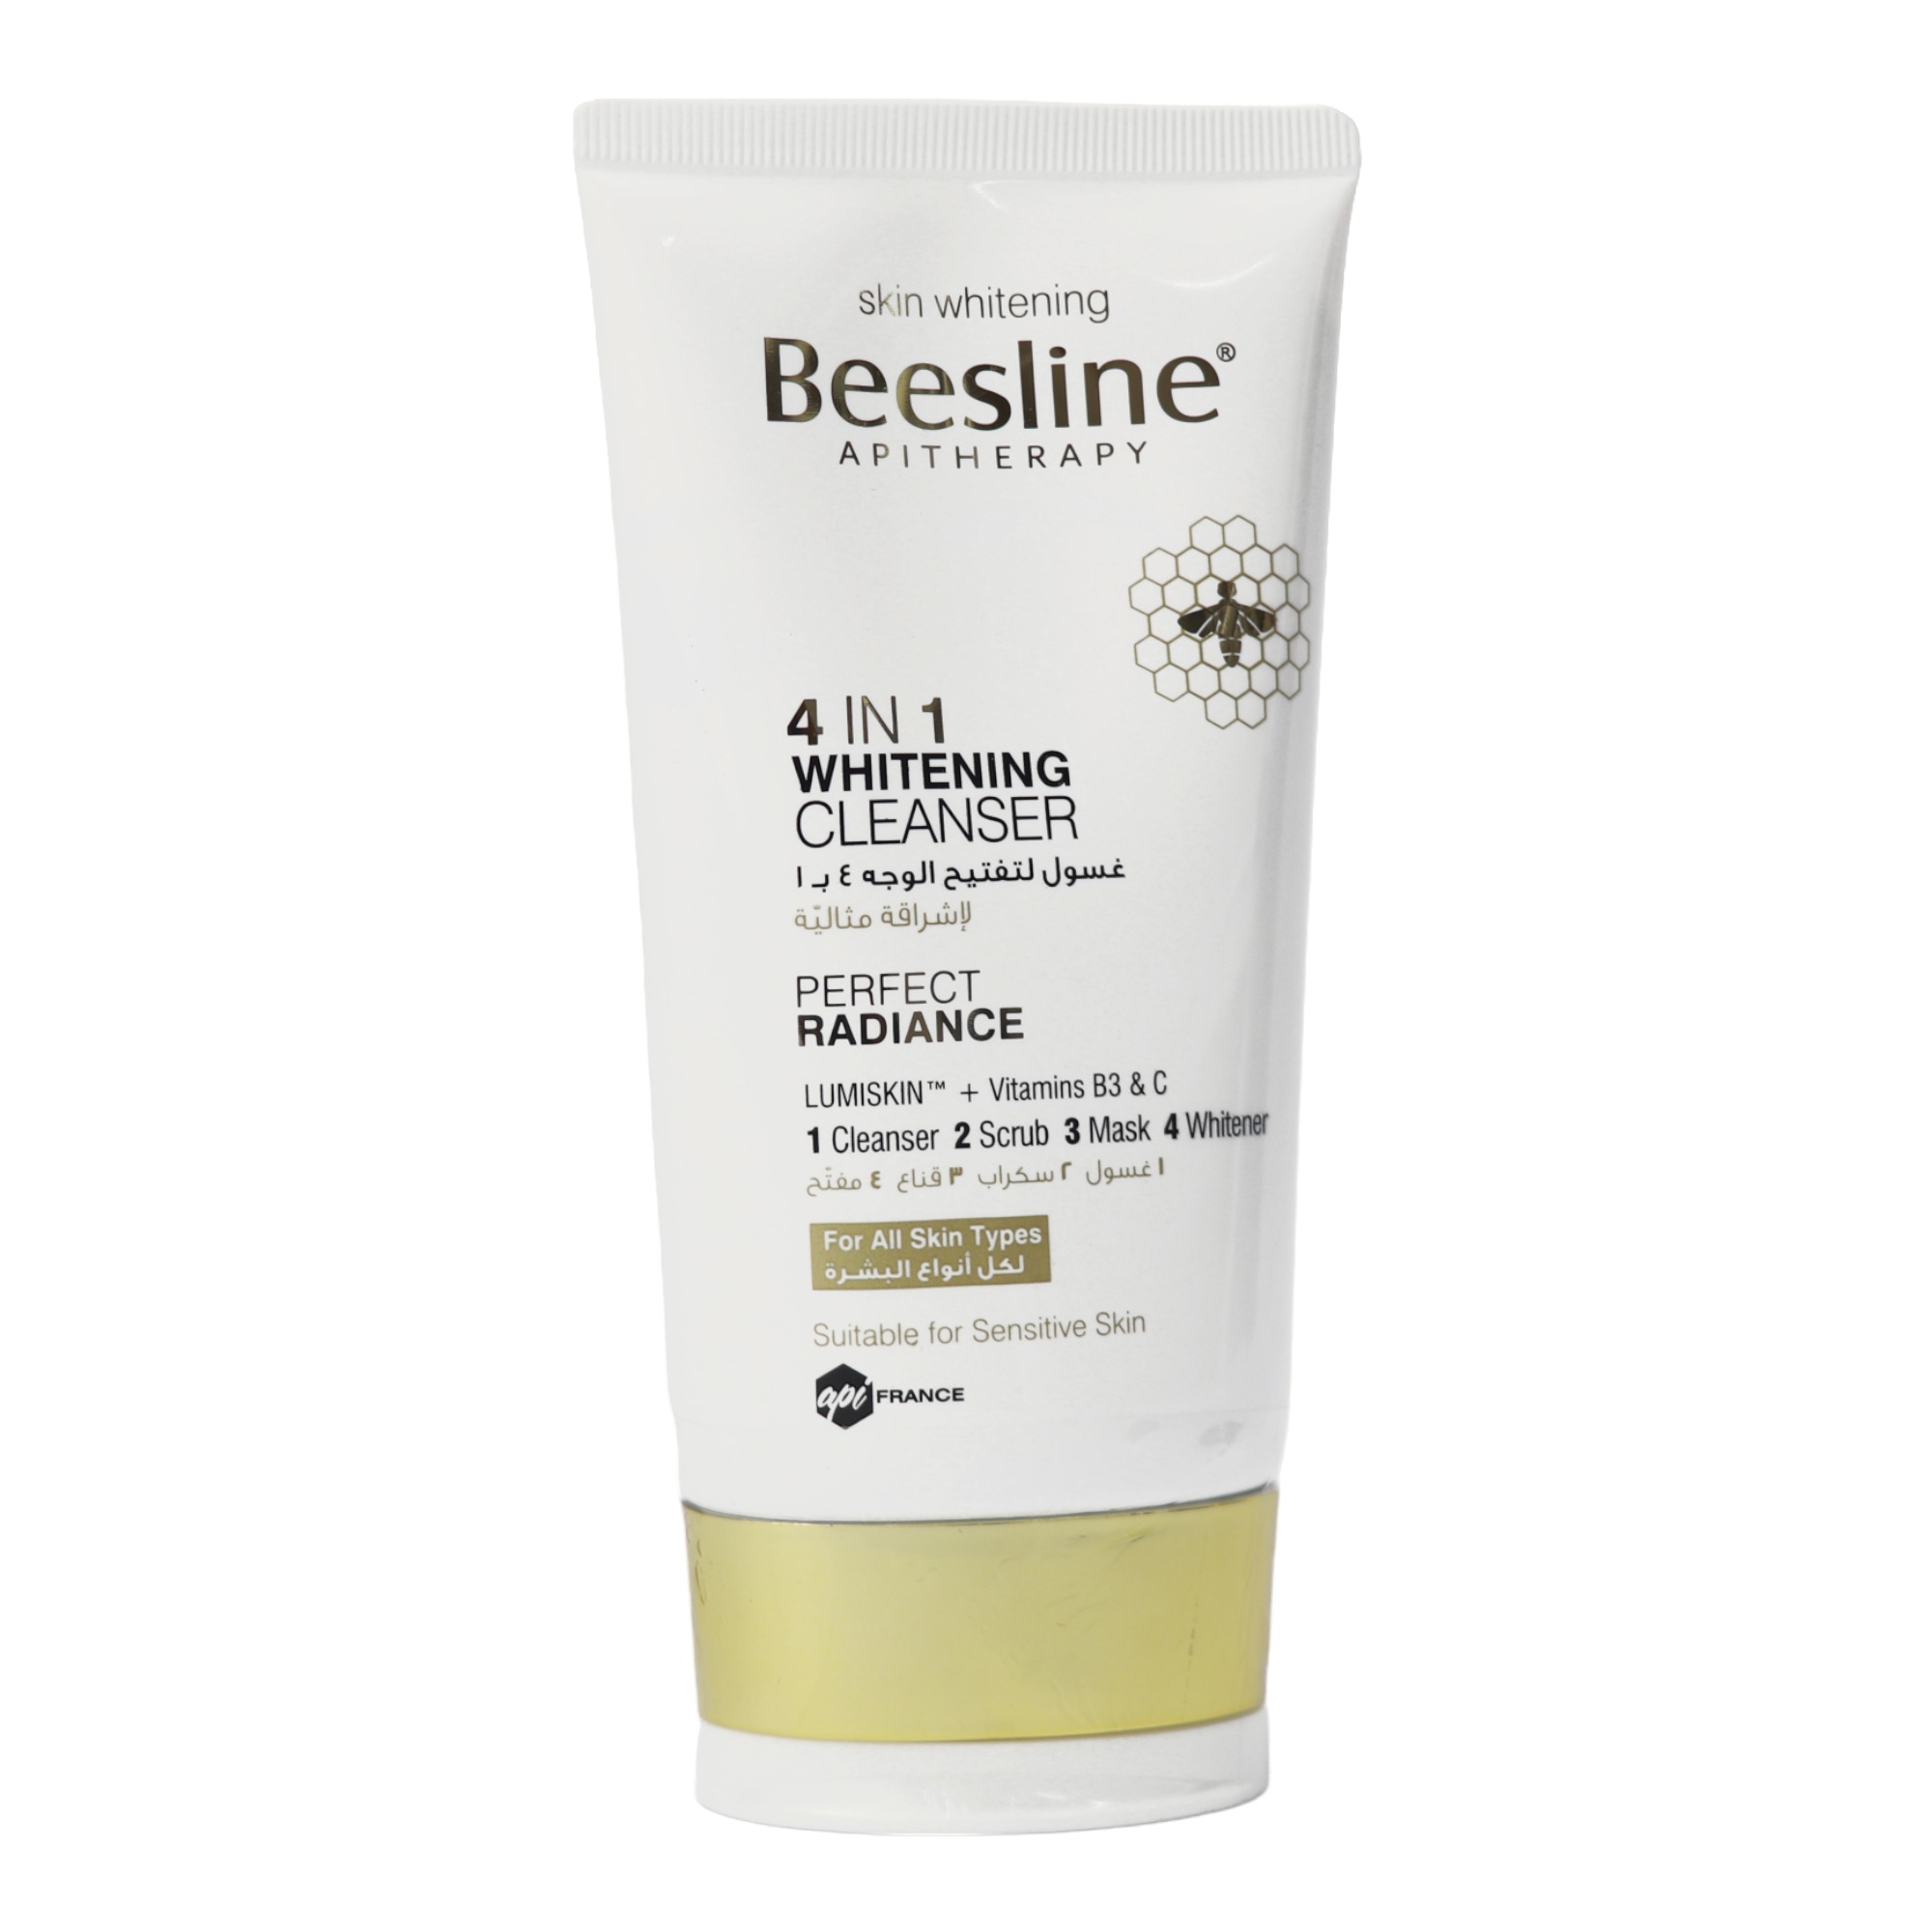 skin whitening
Beesline®
APITHERAPY
4 IN 1
WHITENING
CLEANSER
غسول لتفتيح الوجه ٤ بـ ١
لإشراقة مثاليّة
PERFECT
RADIANCE
LUMISKIN™ + Vitamins B3 & C
1 Cleanser 2 Scrub 3 Mask 4 Whitener
١ غسول ٢ سكراب ٣ قناع ٤ مفتّح
For All Skin Types
لكل أنواع البشرة
Suitable for Sensitive Skin
api FRANCE